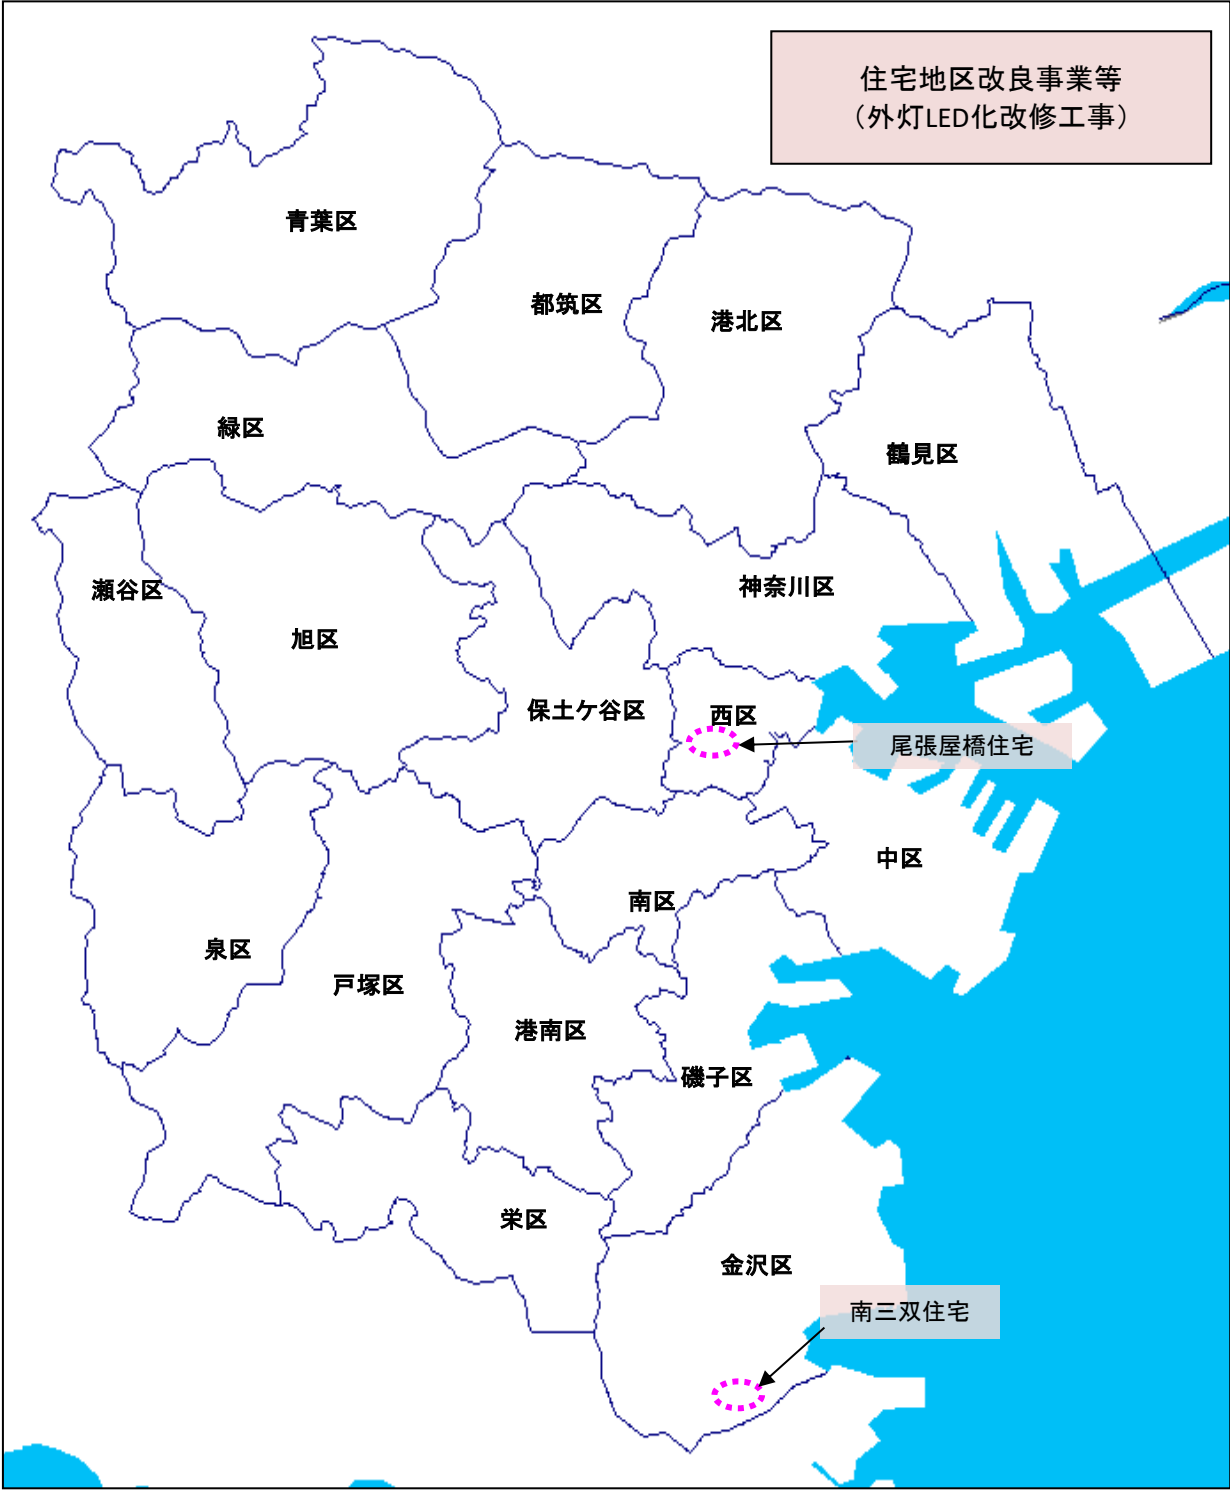 住宅地区改良事業等
（外灯LED化改修工事）
青葉区
都筑区
港北区
緑区
鶴見区
瀬谷区
神奈川区
旭区
保土ケ谷区
西区
尾張屋橋住宅
中区
南区
泉区
戸塚区
港南区
磯子区
栄区
金沢区
南三双住宅